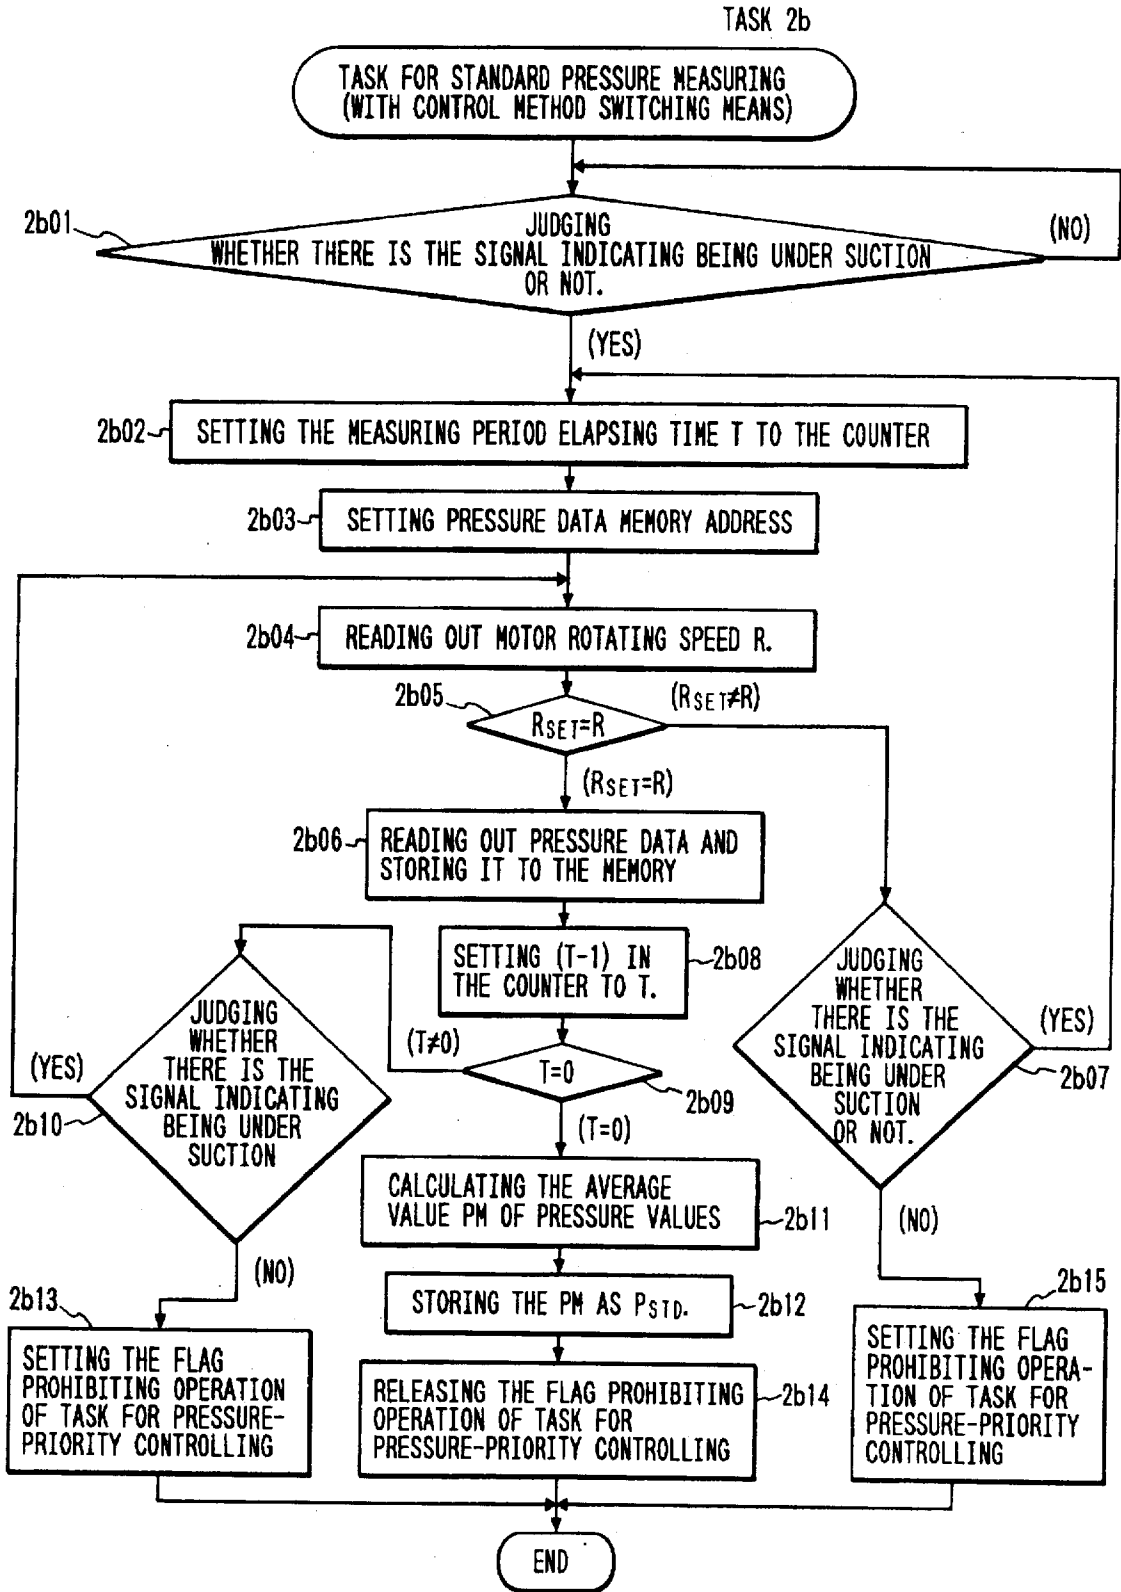 TASK 2b
TASK FOR STANDARD PRESSURE MEASURING
(WITH CONTROL METHOD SWITCHING MEANS)
2b01
JUDGING
WHETHER THERE IS THE SIGNAL INDICATING BEING UNDER SUCTION
OR NOT.
(NO)
(YES)
2b02
SETTING THE MEASURING PERIOD ELAPSING TIME T TO THE COUNTER
2b03
SETTING PRESSURE DATA MEMORY ADDRESS
2b04
READING OUT MOTOR ROTATING SPEED R.
2b05
RSET=R
(RSET≠R)
(RSET=R)
2b06
READING OUT PRESSURE DATA AND
STORING IT TO THE MEMORY
SETTING (T-1) IN
THE COUNTER TO T.
2b08
JUDGING
WHETHER
THERE IS THE
SIGNAL INDICATING
BEING UNDER
SUCTION
OR NOT.
(YES)
2b07
(T≠0)
T=0
2b09
(T=0)
JUDGING
WHETHER
THERE IS THE
SIGNAL INDICATING
BEING UNDER
SUCTION
(YES)
2b10
(NO)
CALCULATING THE AVERAGE
VALUE PM OF PRESSURE VALUES
2b11
(NO)
STORING THE PM AS PSTD.
2b12
2b13
SETTING THE FLAG
PROHIBITING OPERATION
OF TASK FOR PRESSURE-
PRIORITY CONTROLLING
RELEASING THE FLAG PROHIBITING
OPERATION OF TASK FOR
PRESSURE-PRIORITY CONTROLLING
2b14
2b15
SETTING THE FLAG
PROHIBITING OPERA-
TION OF TASK FOR
PRESSURE-PRIORITY
CONTROLLING
END